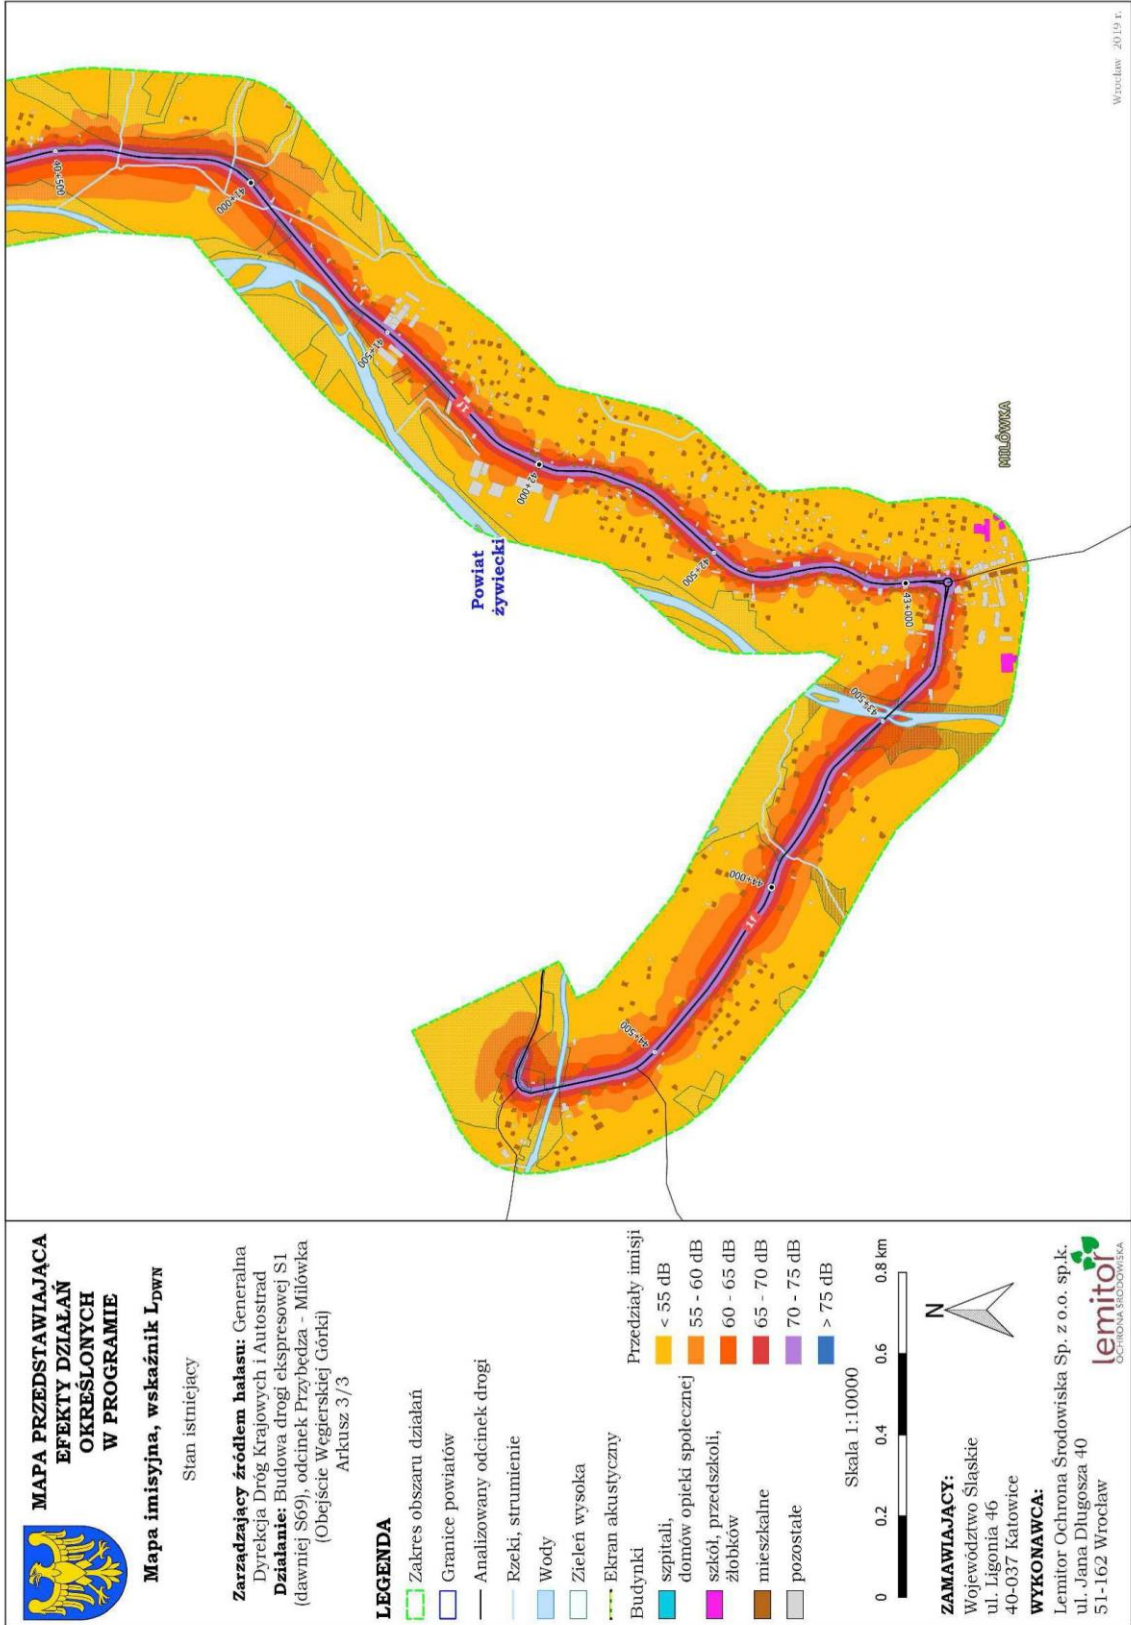 MAPA PRZEDSTAWIAJĄCA
EFEKTY DZIAŁAŃ
OKREŚLONYCH
W PROGRAMIE
Mapa imisyjna, wskaźnik LDWN
Stan istniejący
Zarządzający źródłem hałasu: Generalna
Dyrekcja Dróg Krajowych i Autostrad
Działanie: Budowa drogi ekspresowej S1
(dawniej S69), odcinek Przybędza - Milówka
(Obejście Węgierskiej Górki)
Arkusz 3/3
LEGENDA
Zakres obszaru działań
Granice powiatów
Analizowany odcinek drogi
Rzeki, strumienie
Wody
Zieleń wysoka
Ekran akustyczny
Budynki
szpitali,
domów opieki społecznej
szkół, przedszkoli,
żłobków
mieszkalne
pozostałe
Przedziały imisji
< 55 dB
55 - 60 dB
60 - 65 dB
65 - 70 dB
70 - 75 dB
> 75 dB
Skala 1:10000
0 0.2 0.4 0.6 0.8 km
N
ZAMAWIAJĄCY:
Województwo Śląskie
ul. Ligonia 46
40-037 Katowice
WYKONAWCA:
Lemitor Ochrona Środowiska Sp. z o.o. sp.k.
ul. Jana Długosza 40
51-162 Wrocław
lemitor
OCHRONA ŚRODOWISKA
40+500
41+000
41+500
42+000
42+500
43+000
43+500
44+000
44+500
Powiat
żywiecki
MILÓWKA
Wrocław 2019 r.